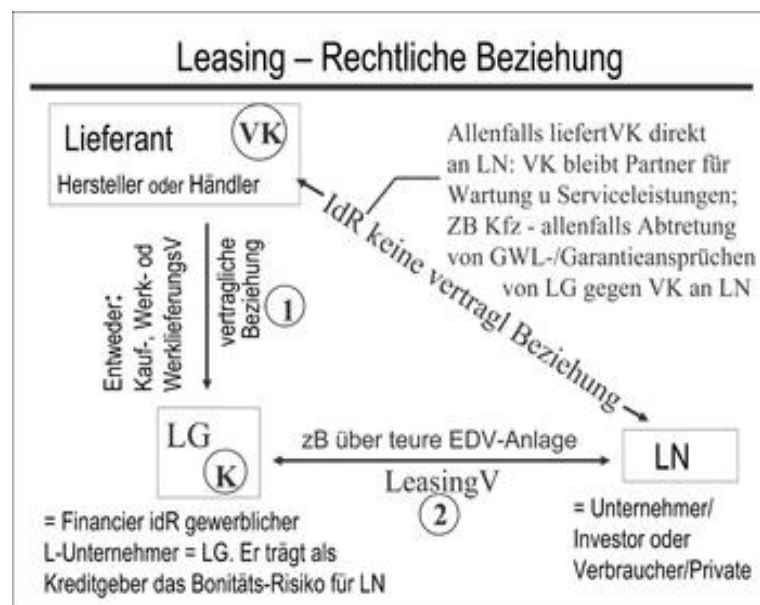 Leasing – Rechtliche Beziehung
Lieferant
VK
Hersteller oder Händler
Allenfalls liefertVK direkt
an LN: VK bleibt Partner für
Wartung u Serviceleistungen;
ZB Kfz - allenfalls Abtretung
von GWL-/Garantieansprüchen
von LG gegen VK an LN
IdR keine vertragl Beziehung
Entweder:
Kauf-, Werk- od
WerklieferungsV
vertragliche
Beziehung
1
LG
K
zB über teure EDV-Anlage
LeasingV
2
LN
= Financier idR gewerblicher
L-Unternehmer = LG. Er trägt als
Kreditgeber das Bonitäts-Risiko für LN
= Unternehmer/
Investor oder
Verbraucher/Private